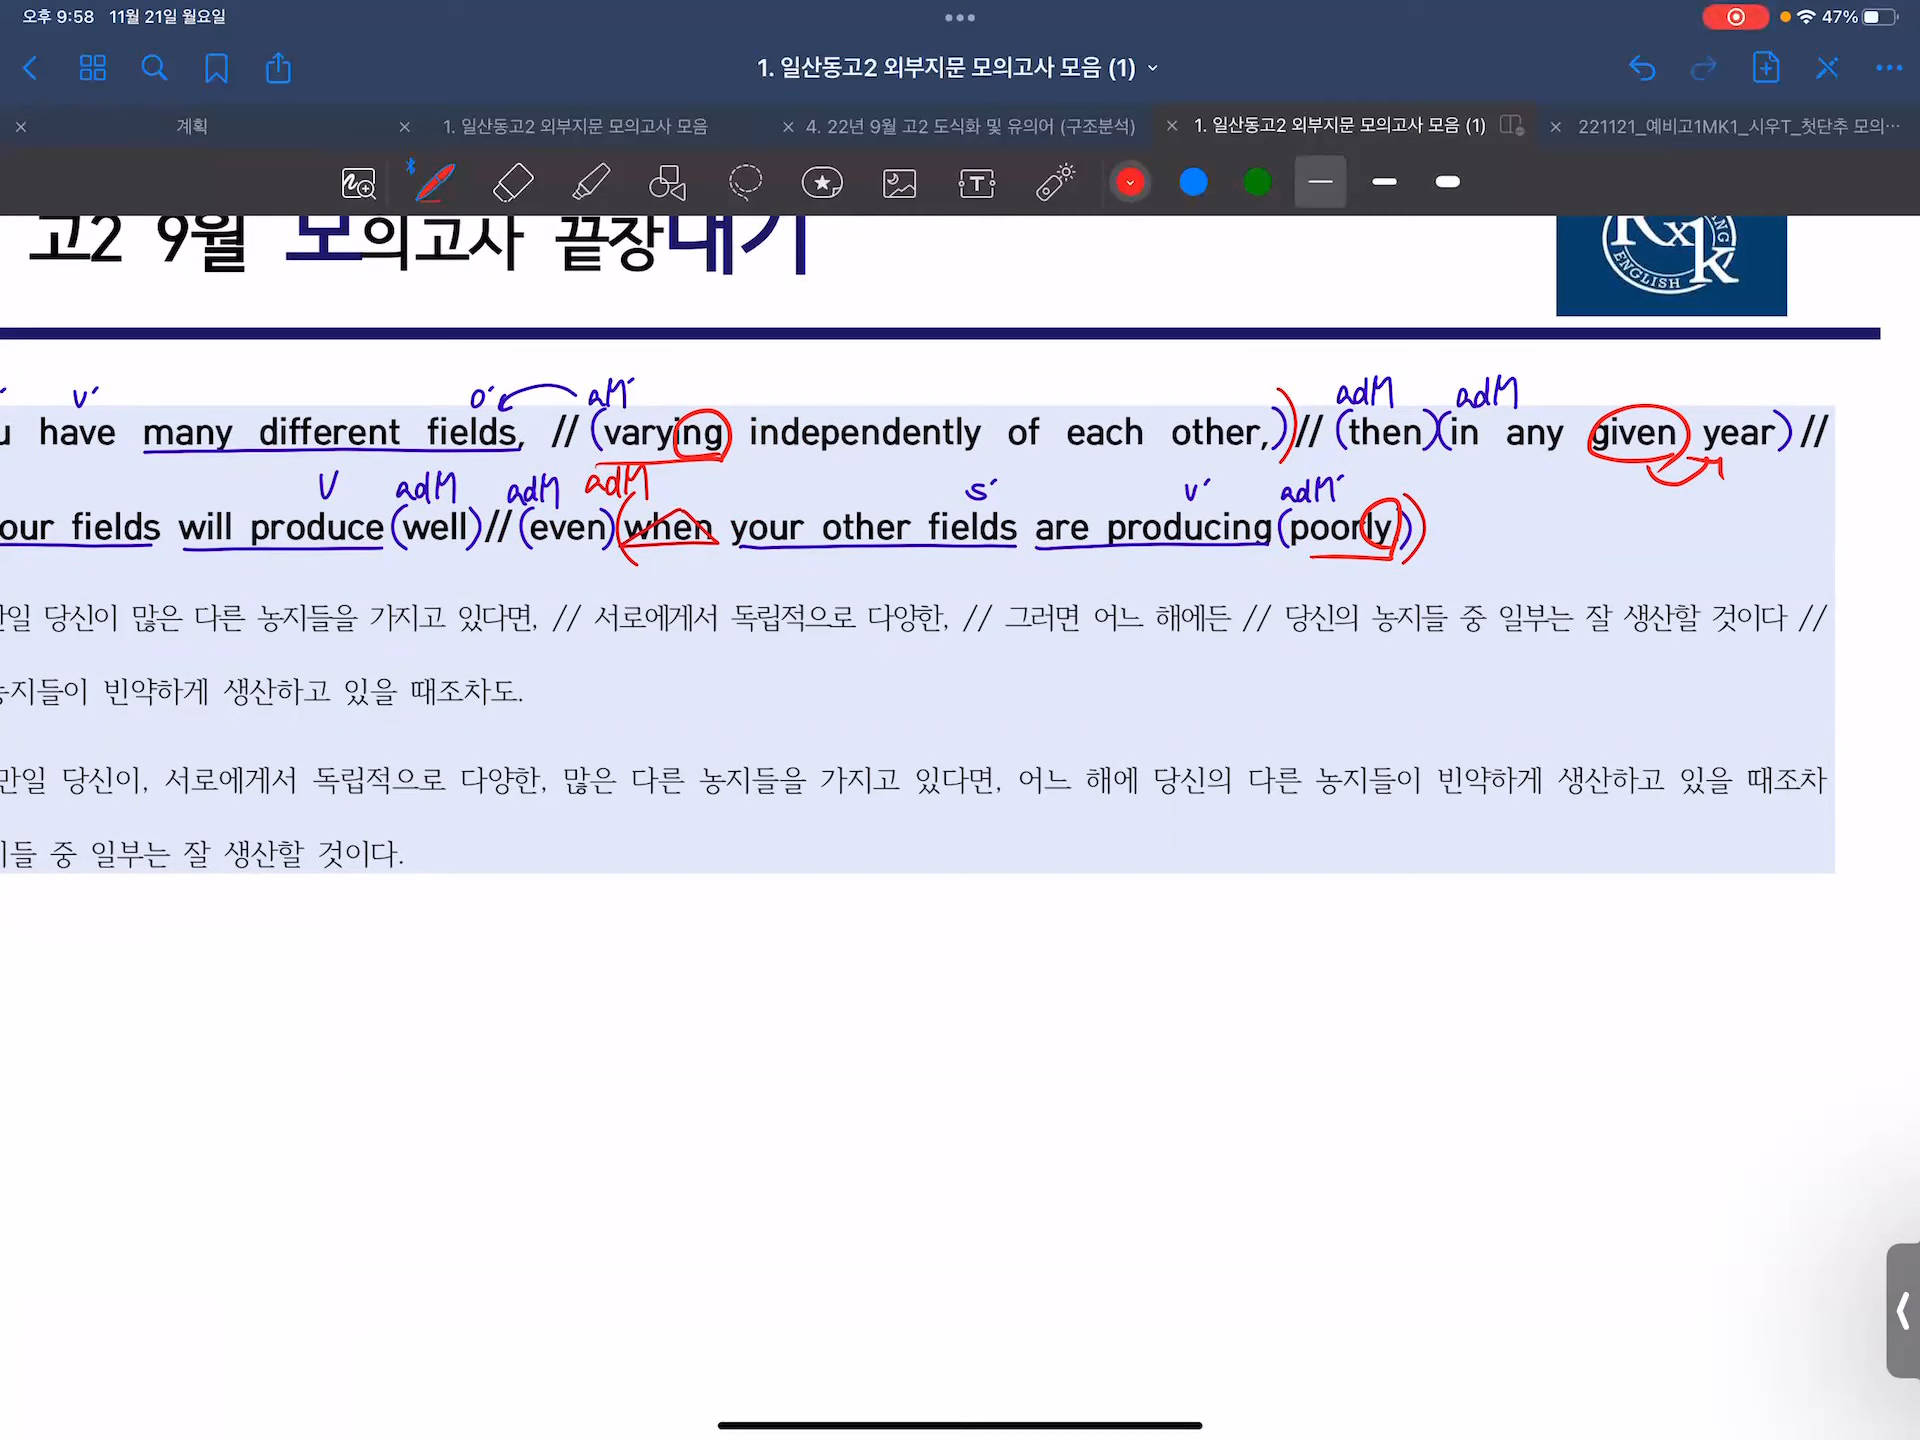 오후 9:58 11월 21일 월요일
47%
1. 일산동고2 외부지문 모의고사 모음 (1)
계획
1. 일산동고2 외부지문 모의고사 모음
4. 22년 9월 고2 도식화 및 유의어 (구조분석)
1. 일산동고2 외부지문 모의고사 모음 (1)
221121_예비고1MK1_시우T_첫단추 모의…
고2 9월 모의고사 끝장내기
ENGLISH
v′ o′ aM′ adM adM
have many different fields, // (varying independently of each other,)) // (then)(in any given year) //
V adM adM adM s′ v′ adM′
our fields will produce (well) // (even) (when your other fields are producing (poorly))
당신이 많은 다른 농지들을 가지고 있다면, // 서로에게서 독립적으로 다양한, // 그러면 어느 해에든 // 당신의 농지들 중 일부는 잘 생산할 것이다 //
농지들이 빈약하게 생산하고 있을 때조차도.
만일 당신이, 서로에게서 독립적으로 다양한, 많은 다른 농지들을 가지고 있다면, 어느 해에 당신의 다른 농지들이 빈약하게 생산하고 있을 때조차
들 중 일부는 잘 생산할 것이다.